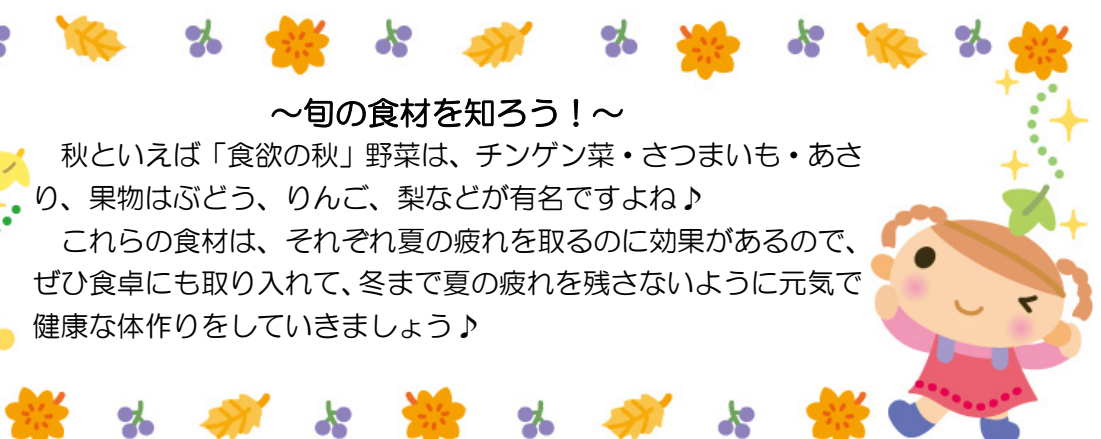 ～旬の食材を知ろう！～
　秋といえば「食欲の秋」野菜は、チンゲン菜・さつまいも・あさ
り、果物はぶどう、りんご、梨などが有名ですよね♪
　これらの食材は、それぞれ夏の疲れを取るのに効果があるので、
ぜひ食卓にも取り入れて、冬まで夏の疲れを残さないように元気で
健康な体作りをしていきましょう♪